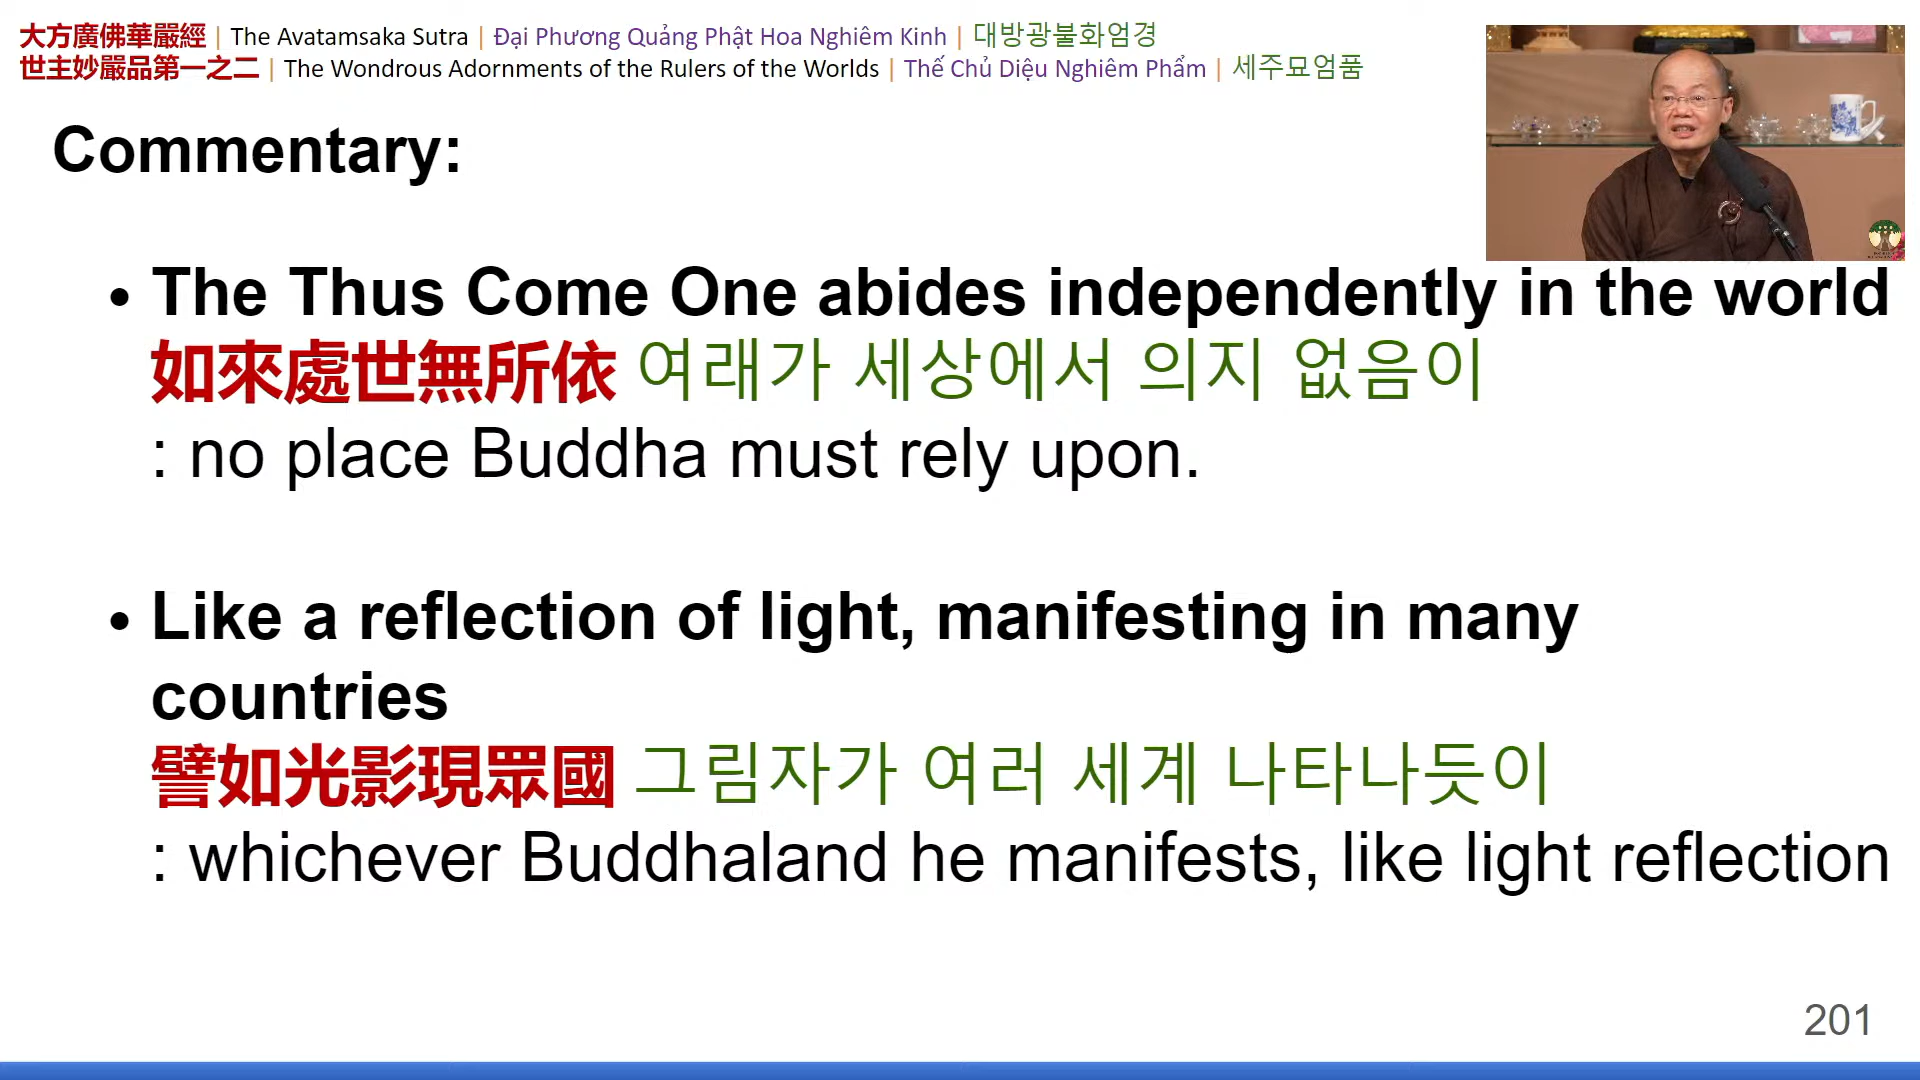 大方廣佛華嚴經 | The Avatamsaka Sutra | Đại Phương Quảng Phật Hoa Nghiêm Kinh | 대방광불화엄경
世主妙嚴品第一之二 | The Wondrous Adornments of the Rulers of the Worlds | Thế Chủ Diệu Nghiêm Phẩm | 세주묘엄품
Commentary:
• The Thus Come One abides independently in the world
如來處世無所依 여래가 세상에서 의지 없음이
: no place Buddha must rely upon.
• Like a reflection of light, manifesting in many
countries
譬如光影現眾國 그림자가 여러 세계 나타나듯이
: whichever Buddhaland he manifests, like light reflection
201